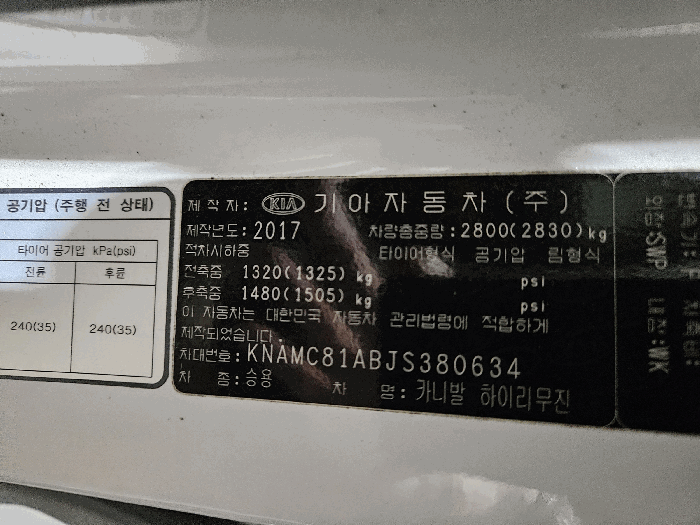 공기압 (주행 전 상태)
타이어 공기압 kPa(psi)
전륜 후륜
240(35) 240(35)
제 작 자: KIA 기아자동차(주)
제작년도: 2017 차량총중량: 2800(2830)kg
적차시하중 타이어형식 공기압 림형식
전축중 1320(1325) kg psi
후축중 1480(1505) kg psi
이 자동차는 대한민국 자동차 관리법령에 적합하게
제작되었습니다.
차대번호: KNAMC81ABJS380634
차 종: 승용 차 명: 카니발 하이리무진
외장:SWP 내장:WK